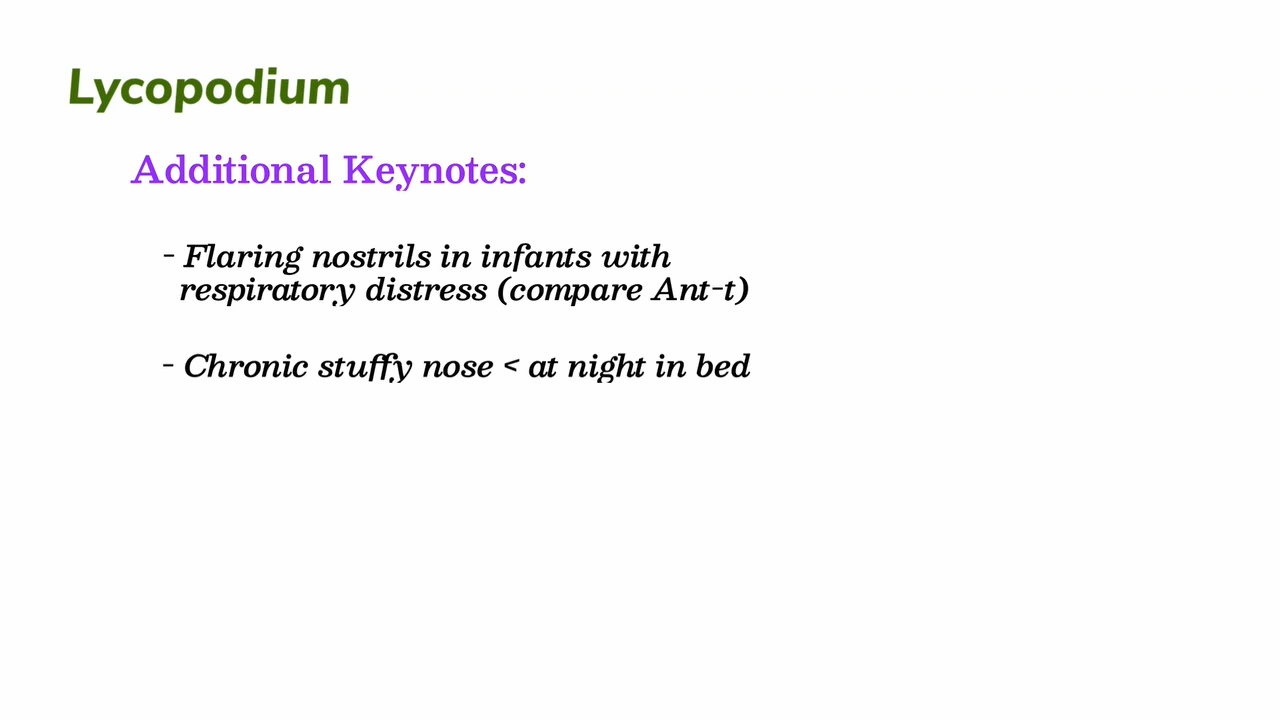 Lycopodium
Additional Keynotes:
- Flaring nostrils in infants with
respiratory distress (compare Ant-t)
- Chronic stuffy nose < at night in bed